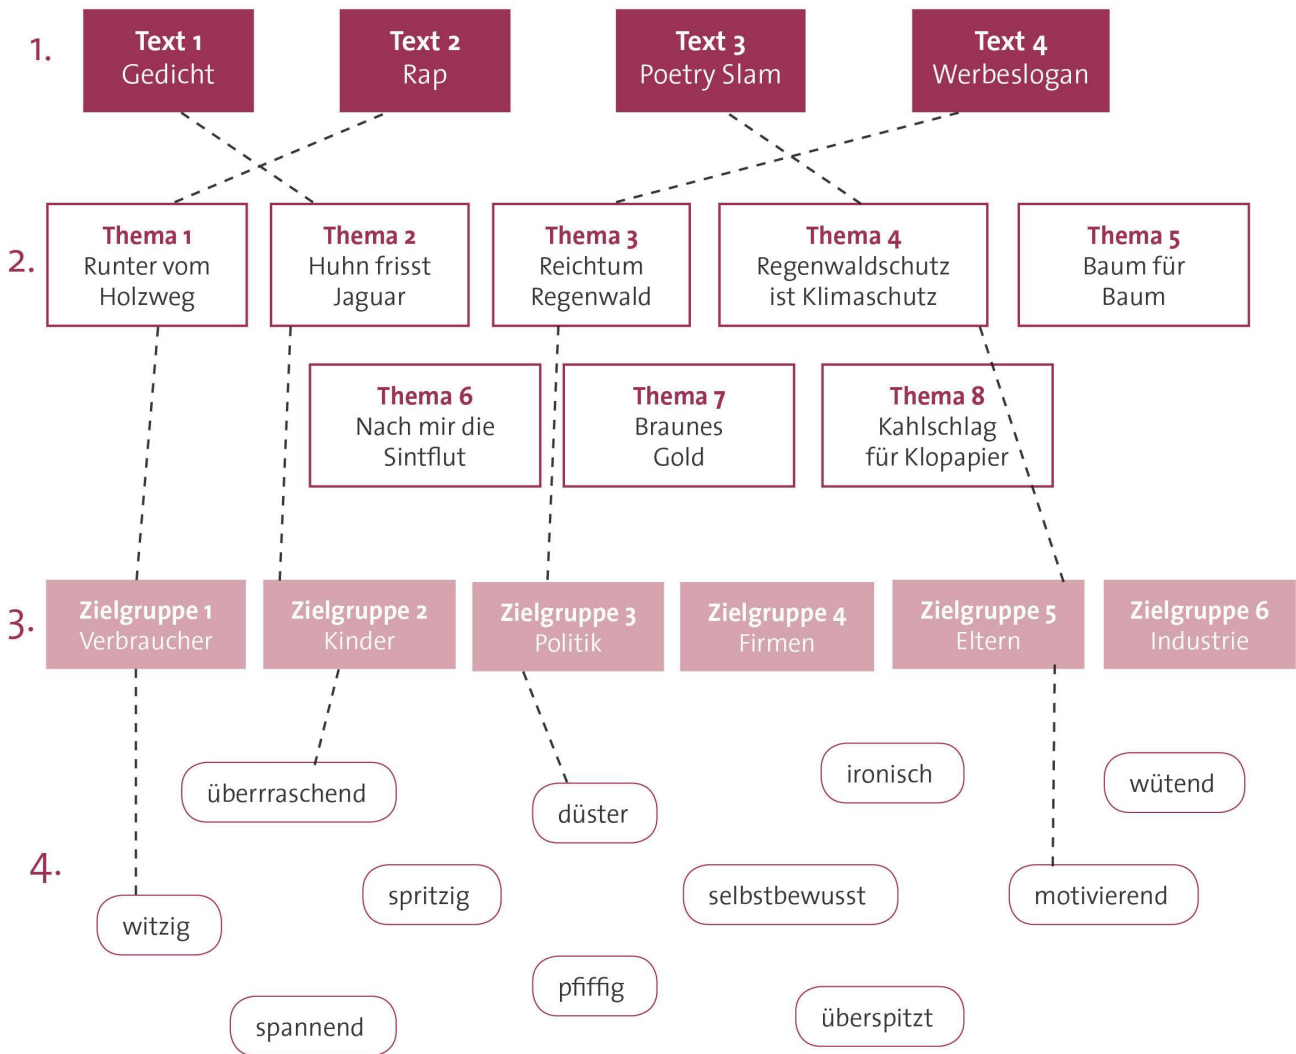 1.
Text 1
Gedicht
Text 2
Rap
Text 3
Poetry Slam
Text 4
Werbeslogan
2.
Thema 1
Runter vom
Holzweg
Thema 2
Huhn frisst
Jaguar
Thema 3
Reichtum
Regenwald
Thema 4
Regenwaldschutz
ist Klimaschutz
Thema 5
Baum für
Baum
Thema 6
Nach mir die
Sintflut
Thema 7
Braunes
Gold
Thema 8
Kahlschlag
für Klopapier
3.
Zielgruppe 1
Verbraucher
Zielgruppe 2
Kinder
Zielgruppe 3
Politik
Zielgruppe 4
Firmen
Zielgruppe 5
Eltern
Zielgruppe 6
Industrie
4.
überrraschend
düster
ironisch
wütend
witzig
spritzig
selbstbewusst
motivierend
spannend
pfiffig
überspitzt